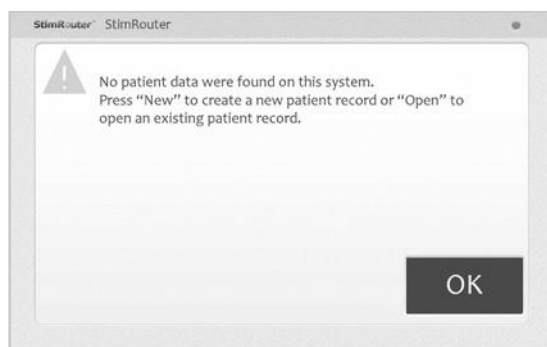 StimRouter™ StimRouter
No patient data were found on this system.
Press “New” to create a new patient record or “Open” to
open an existing patient record.
OK